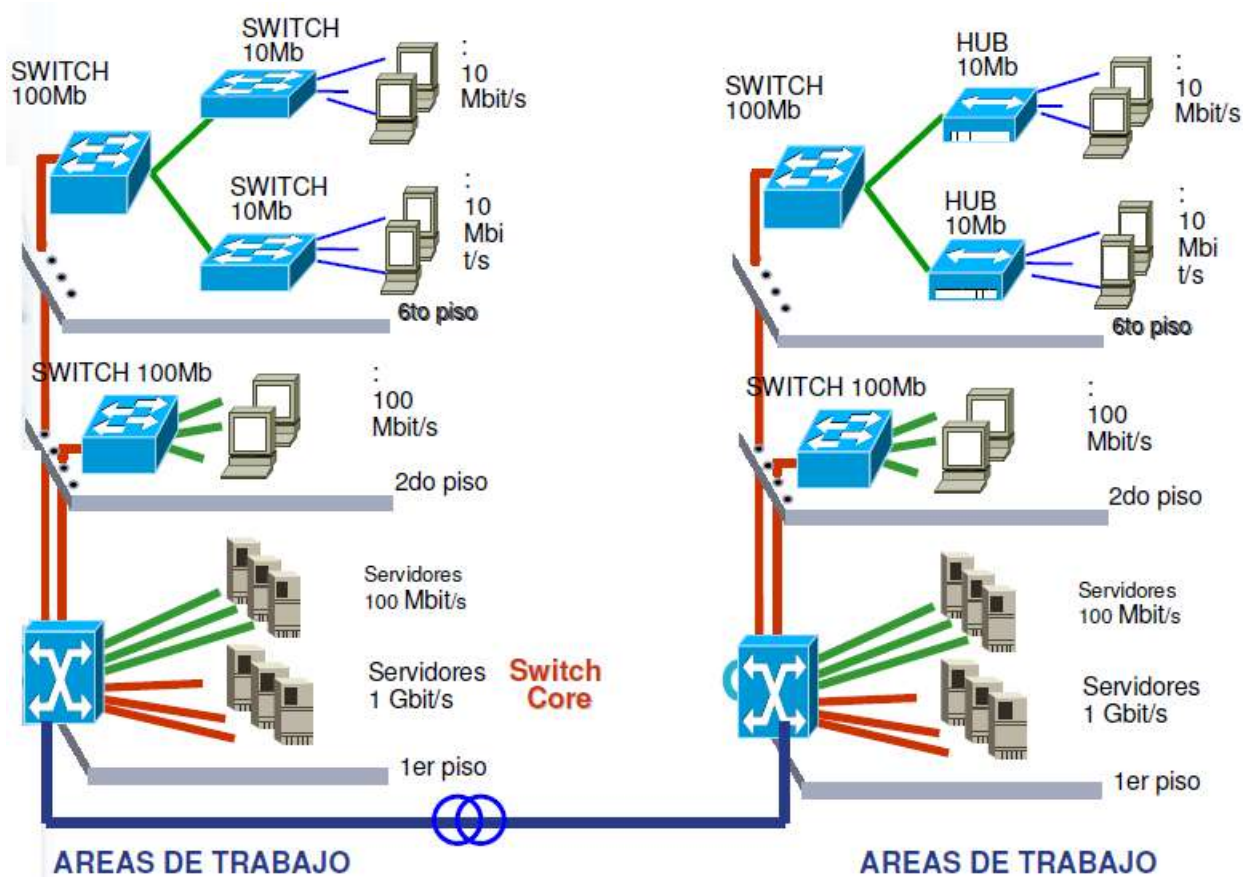 SWITCH
10Mb
:
10
Mbit/s
SWITCH
100Mb
SWITCH
10Mb
:
10
Mbi
t/s
6to piso
SWITCH 100Mb
:
100
Mbit/s
2do piso
Servidores
100 Mbit/s
Servidores
1 Gbit/s
1er piso
AREAS DE TRABAJO
Switch
Core
HUB
10Mb
:
10
Mbit/s
SWITCH
100Mb
HUB
10Mb
:
10
Mbi
t/s
6to piso
SWITCH 100Mb
:
100
Mbit/s
2do piso
Servidores
100 Mbit/s
Servidores
1 Gbit/s
1er piso
AREAS DE TRABAJO